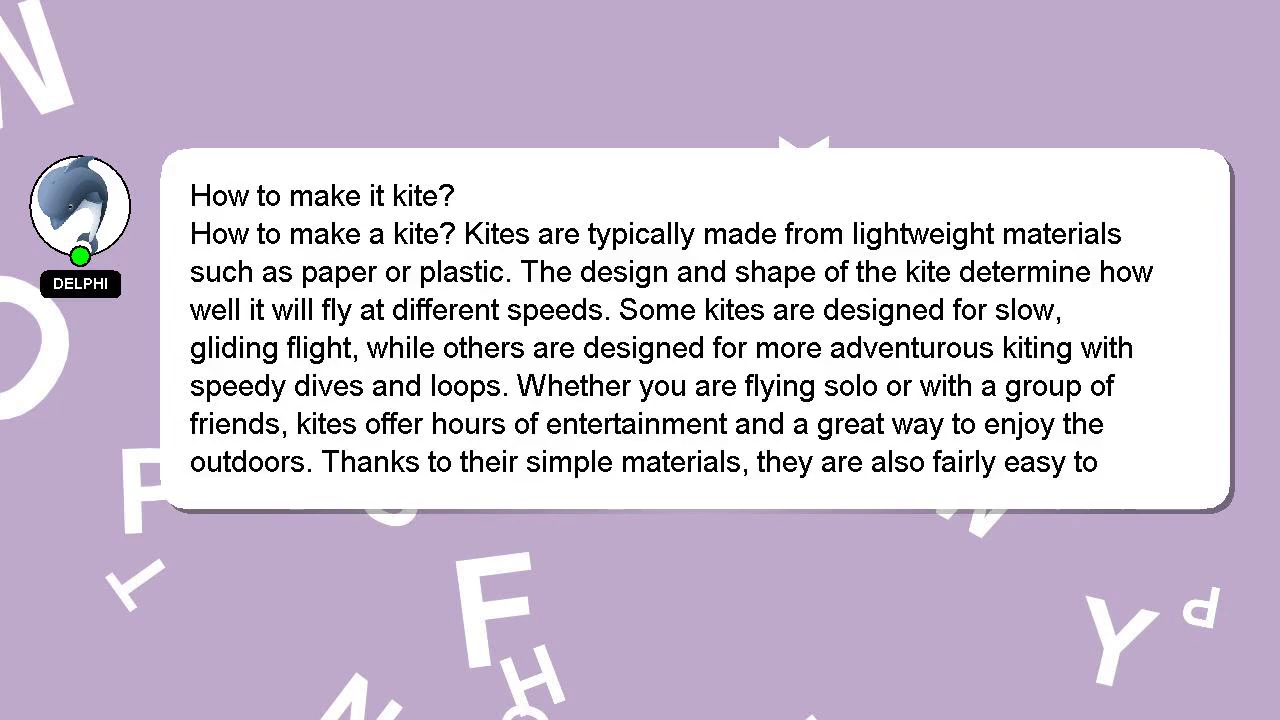 How to make it kite?
How to make a kite? Kites are typically made from lightweight materials
such as paper or plastic. The design and shape of the kite determine how
well it will fly at different speeds. Some kites are designed for slow,
gliding flight, while others are designed for more adventurous kiting with
speedy dives and loops. Whether you are flying solo or with a group of
friends, kites offer hours of entertainment and a great way to enjoy the
outdoors. Thanks to their simple materials, they are also fairly easy to
DELPHI
N
O
P
T
F
H
N
N
Y
P